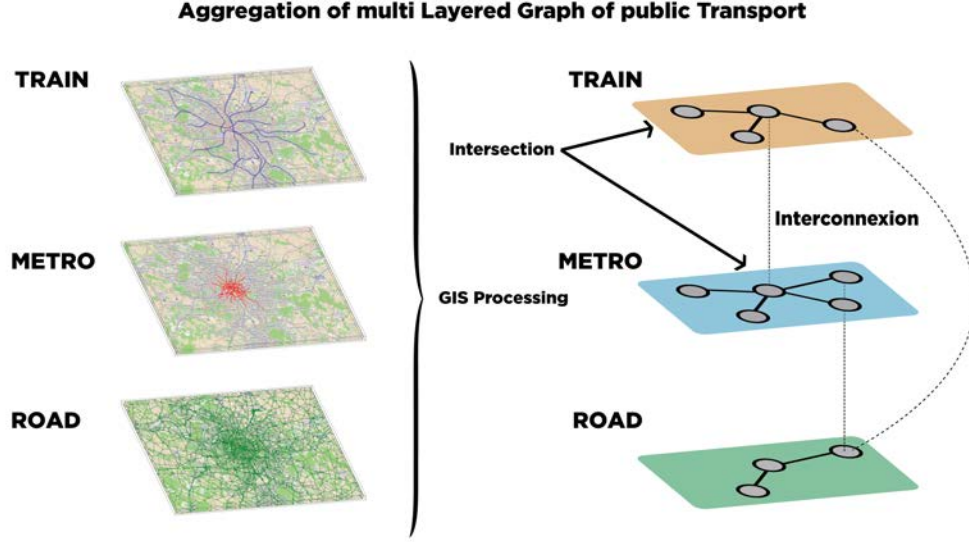 Aggregation of multi Layered Graph of public Transport
TRAIN
METRO
ROAD
GIS Processing
TRAIN
Intersection
Interconnexion
METRO
ROAD